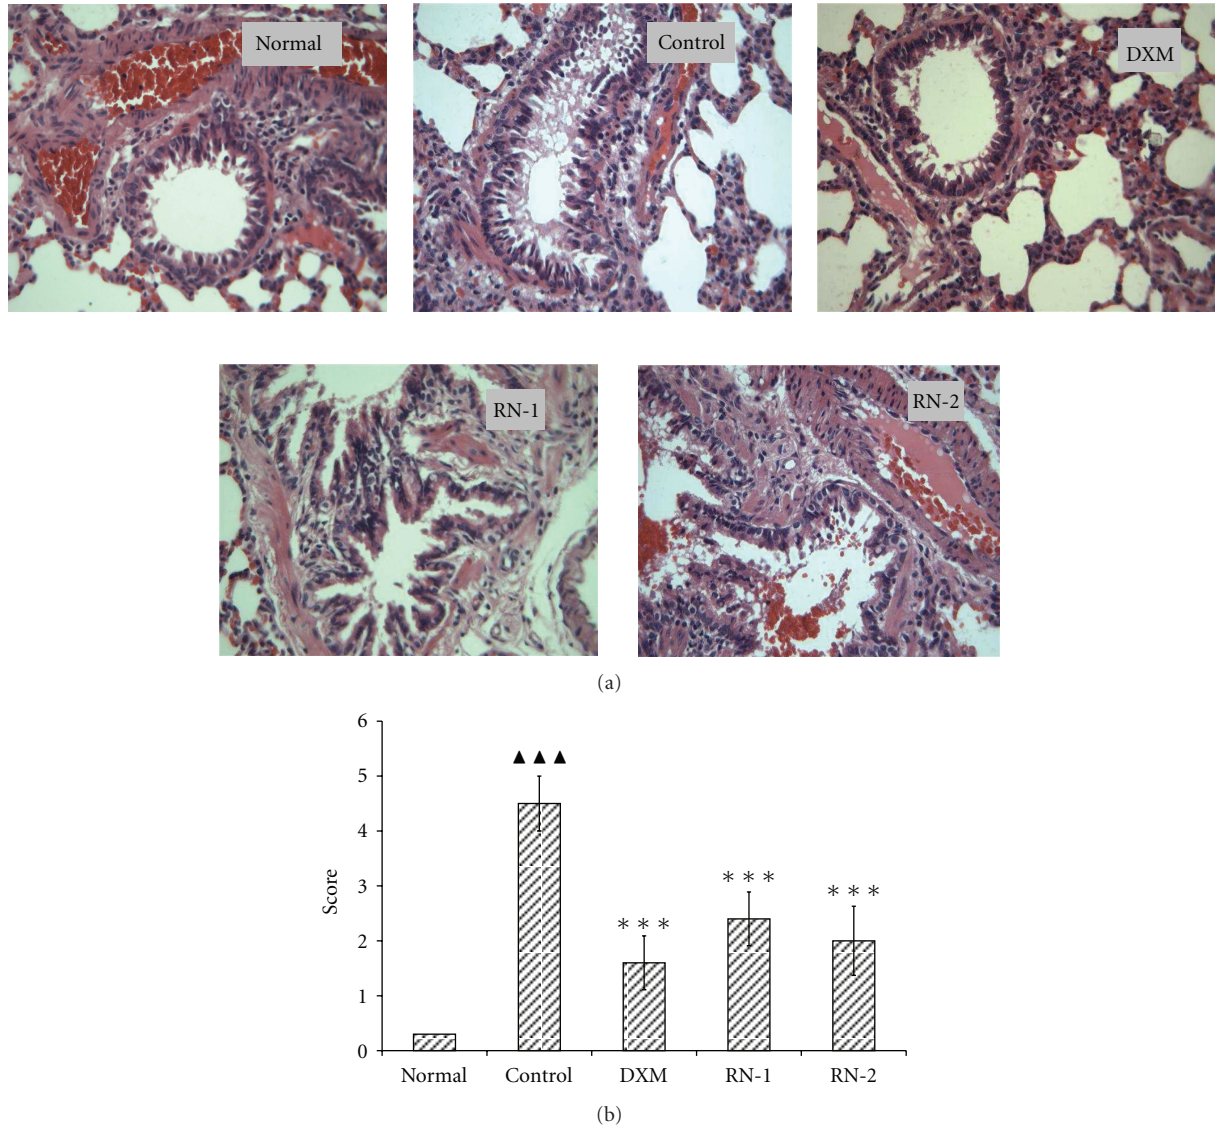 Normal
Control
DXM
RN-1
RN-2
(a)
6
5
4
3
2
1
0
Score
▲ ▲ ▲
* * *
* * *
* * *
Normal Control DXM RN-1 RN-2
(b)